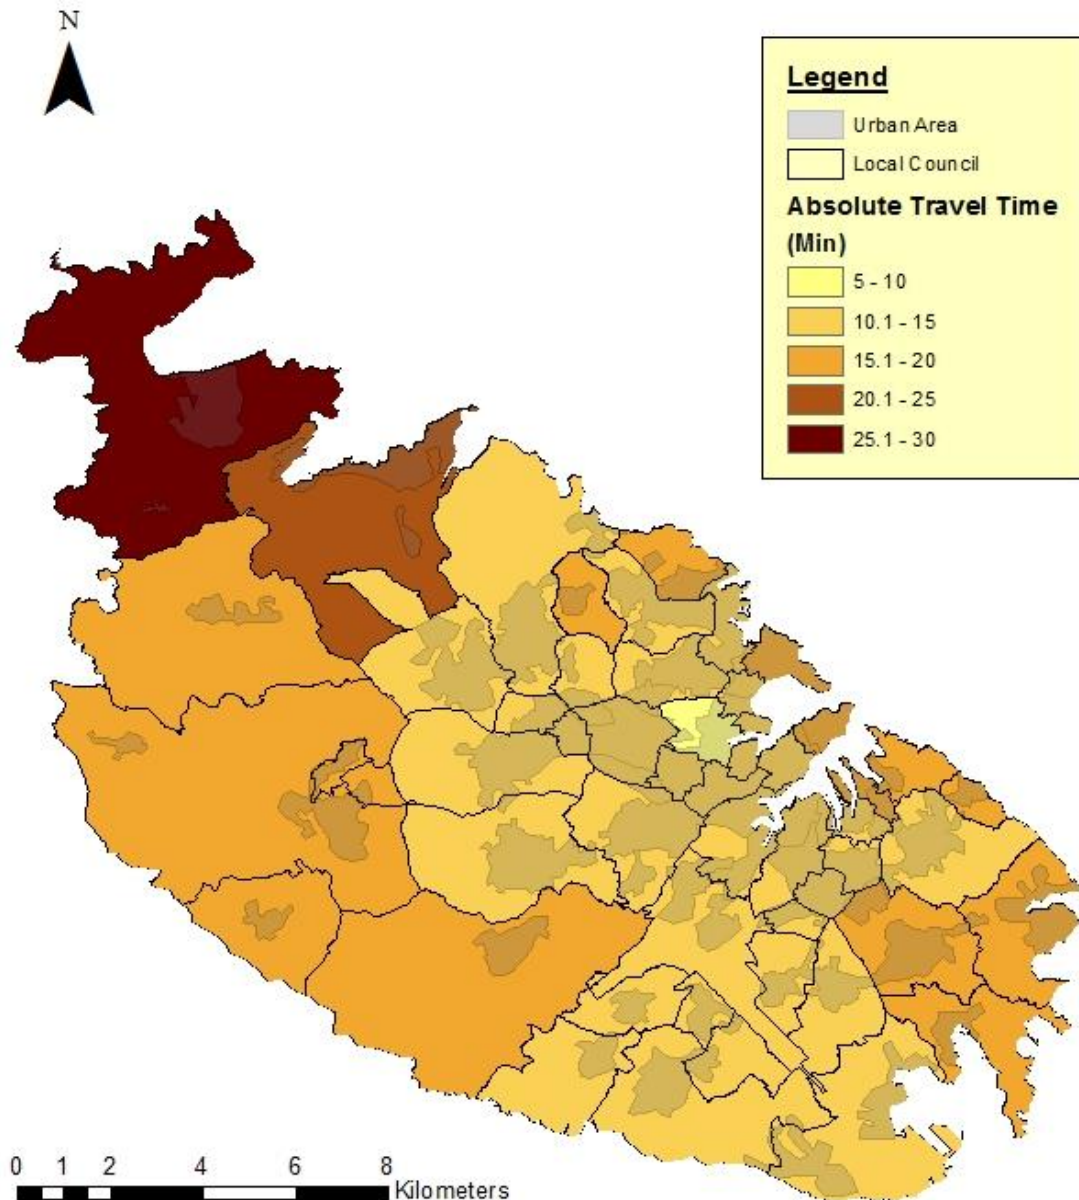 N
Legend
Urban Area
Local Council
Absolute Travel Time
(Min)
5 - 10
10.1 - 15
15.1 - 20
20.1 - 25
25.1 - 30
0 1 2 4 6 8
Kilometers